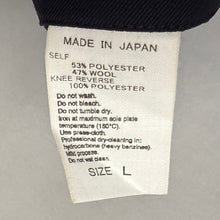 MADE IN JAPAN
SELF
53% POLYESTER
47% WOOL
KNEE REVERSE
100% POLYESTER
Do not wash.
Do not bleach.
Do not tumble dry.
Iron at maximum sole plate
temperature (150°C).
Use press-cloth.
Professional dry-cleaning in:
hydrocarbons (heavy benzines).
Mild process.
Do not wet clean.
SIZE L